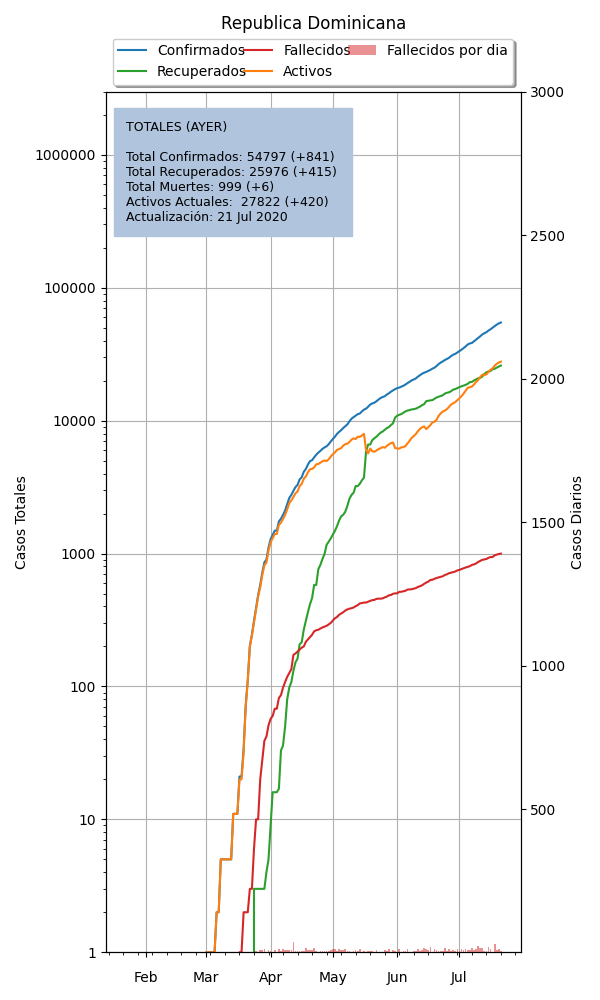 Republica Dominicana
Confirmados Fallecidos Fallecidos por dia
Recuperados Activos
TOTALES (AYER)
Total Confirmados: 54797 (+841)
Total Recuperados: 25976 (+415)
Total Muertes: 999 (+6)
Activos Actuales:  27822 (+420)
Actualización: 21 Jul 2020
1000000
100000
10000
1000
100
10
1
Casos Totales
3000
2500
2000
1500
1000
500
Casos Diarios
Feb Mar Apr May Jun Jul